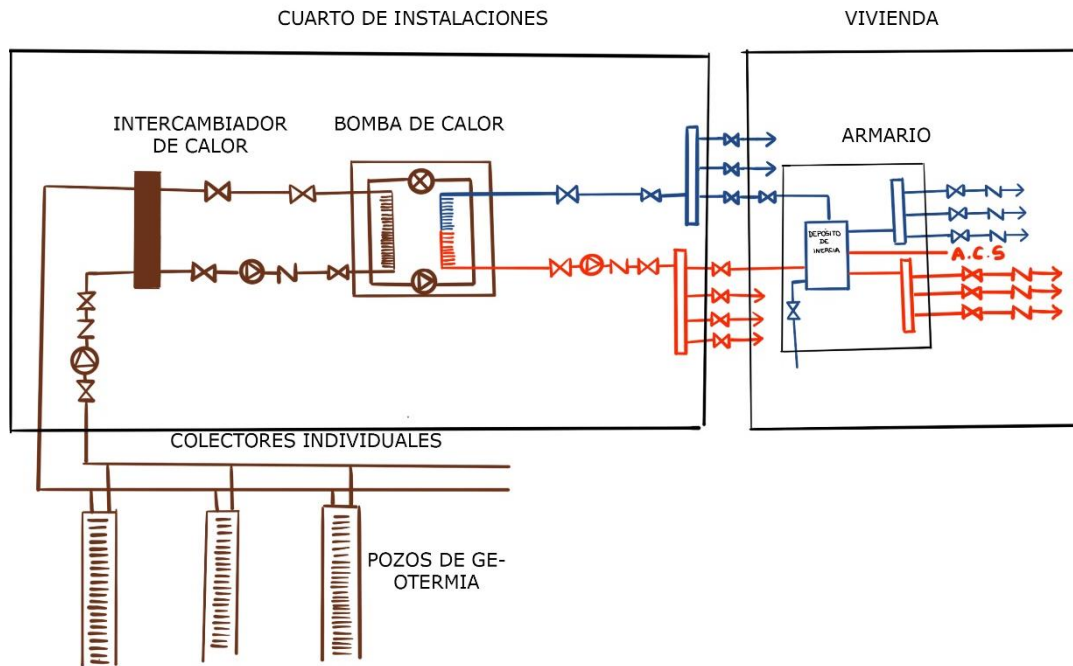 CUARTO DE INSTALACIONES
VIVIENDA
INTERCAMBIADOR
DE CALOR
BOMBA DE CALOR
ARMARIO
DEPÓSITO
DE
INERCIA
A.C.S
COLECTORES INDIVIDUALES
POZOS DE GE-
OTERMIA